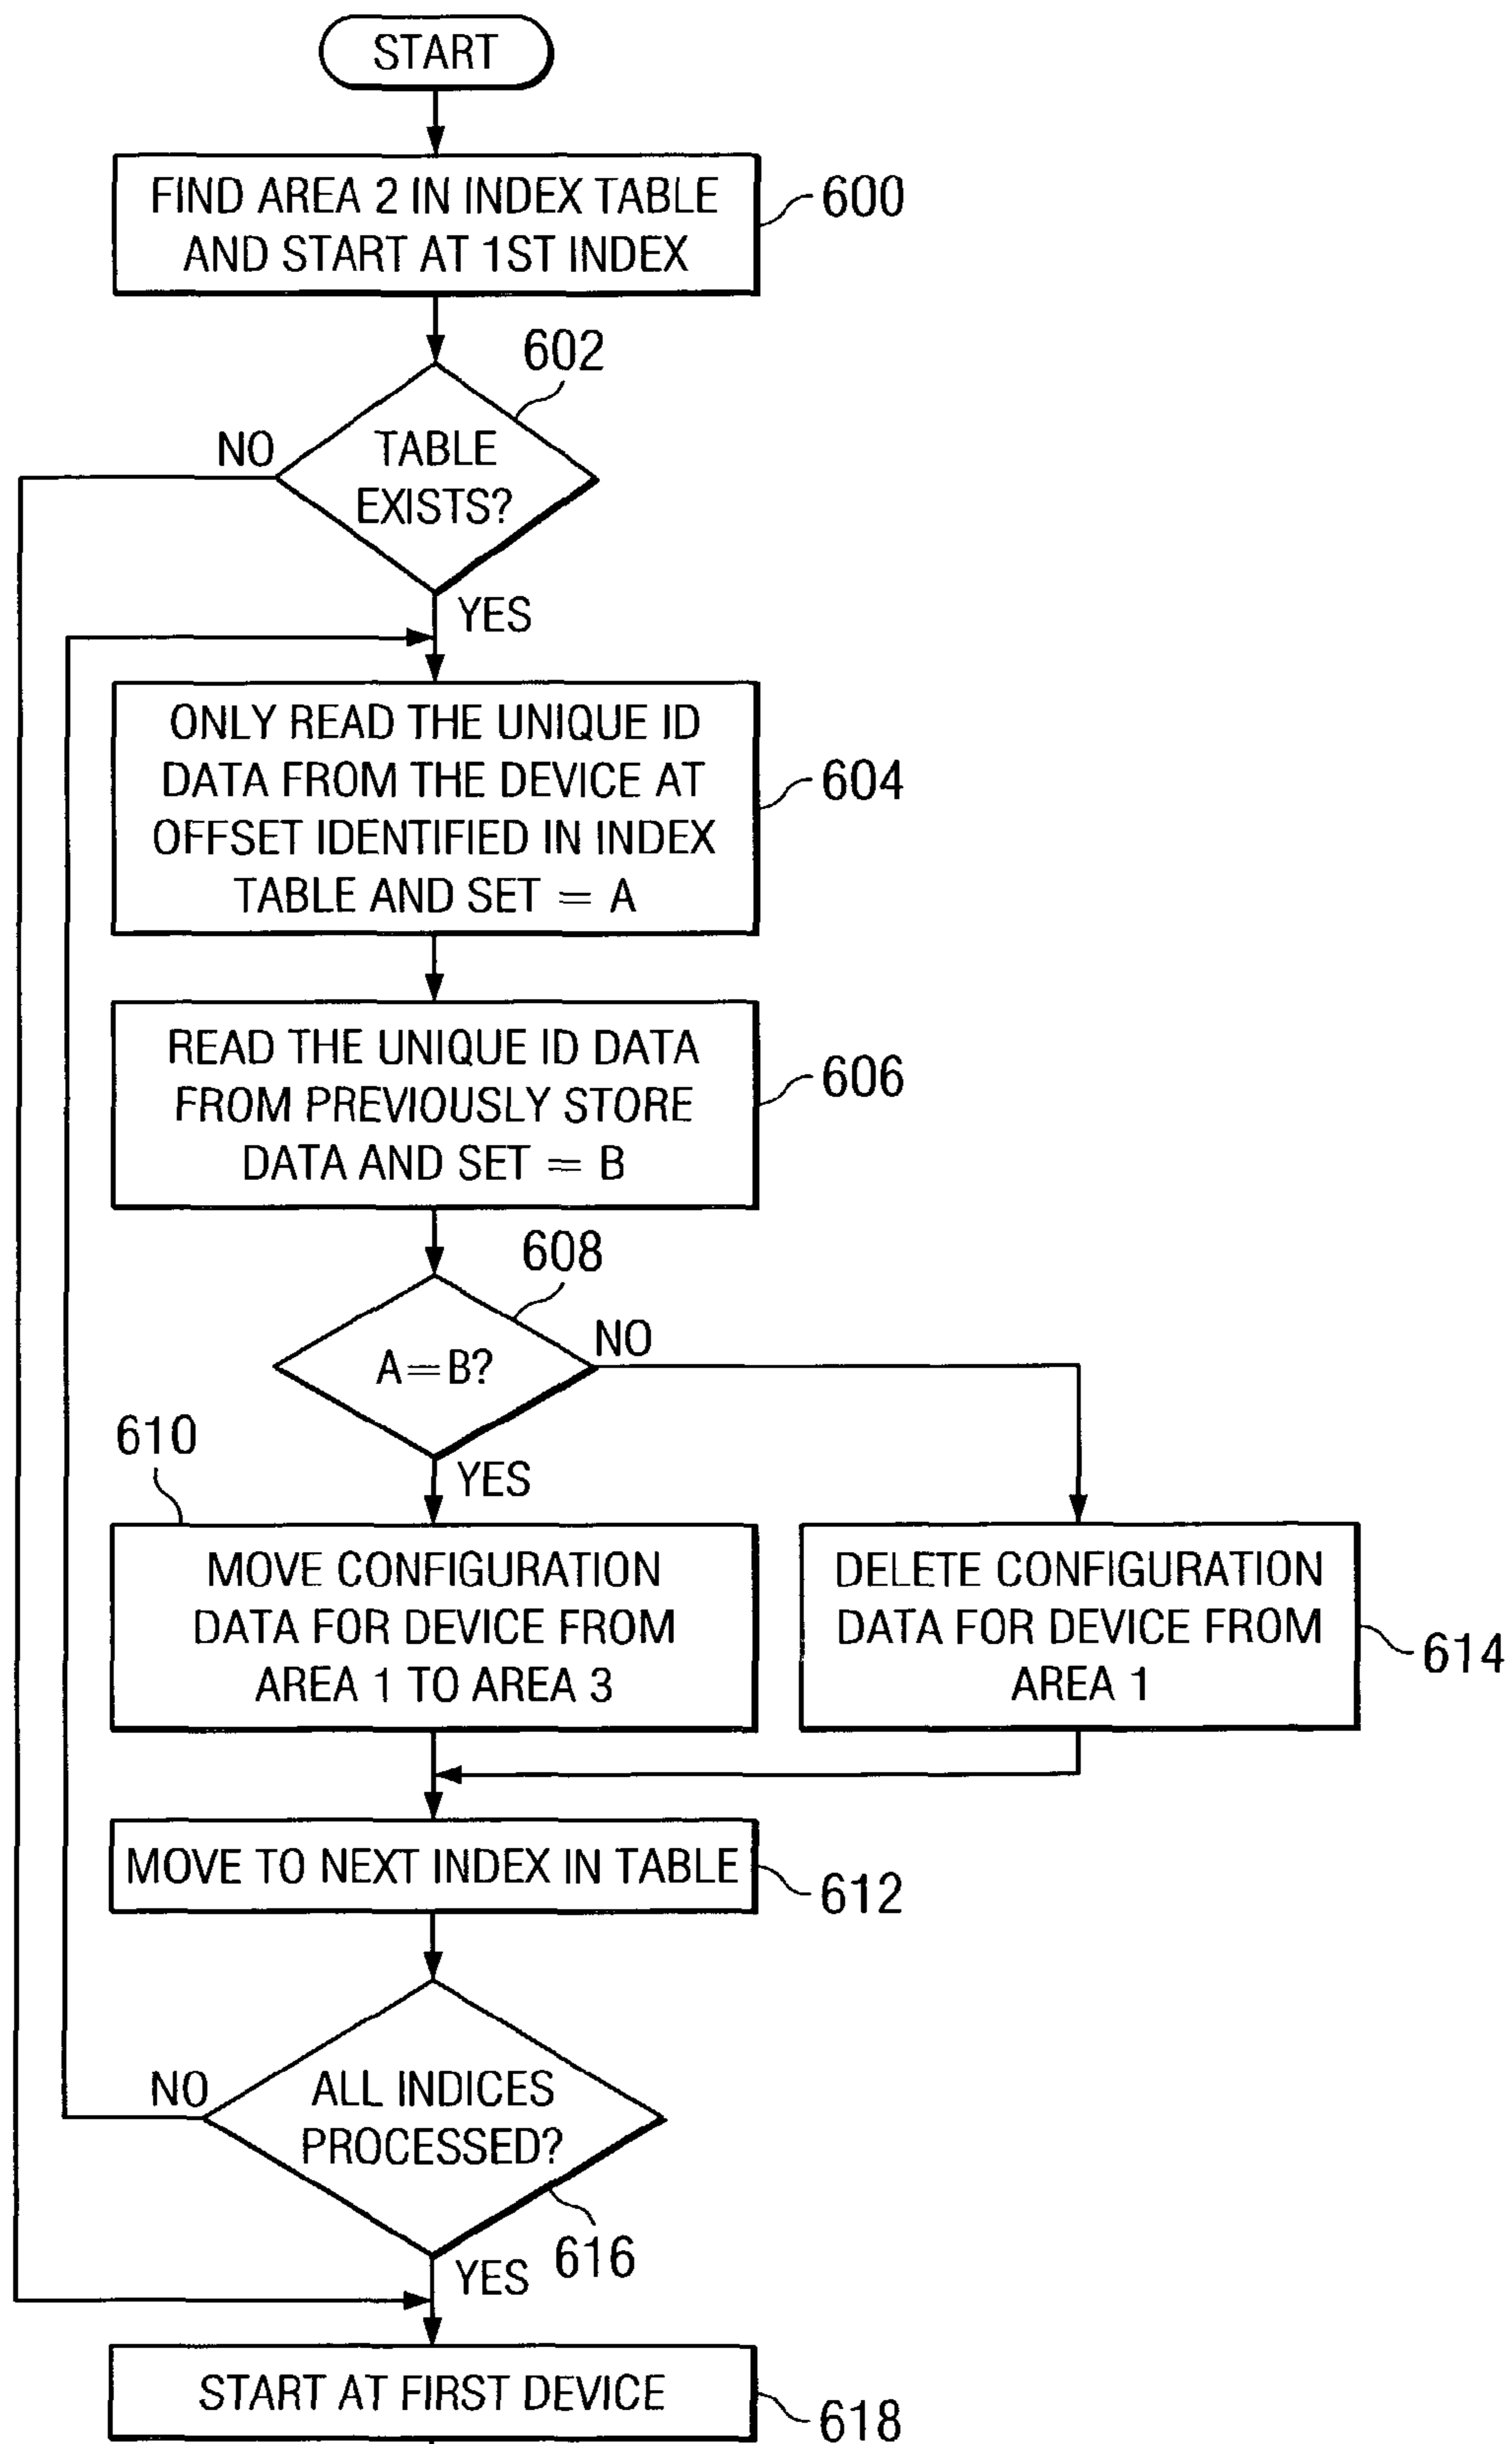 START
FIND AREA 2 IN INDEX TABLE
AND START AT 1ST INDEX
600
602
NO
TABLE
EXISTS?
YES
ONLY READ THE UNIQUE ID
DATA FROM THE DEVICE AT
OFFSET IDENTIFIED IN INDEX
TABLE AND SET = A
604
READ THE UNIQUE ID DATA
FROM PREVIOUSLY STORE
DATA AND SET = B
606
608
A=B?
NO
YES
610
MOVE CONFIGURATION
DATA FOR DEVICE FROM
AREA 1 TO AREA 3
DELETE CONFIGURATION
DATA FOR DEVICE FROM
AREA 1
614
MOVE TO NEXT INDEX IN TABLE
612
NO
ALL INDICES
PROCESSED?
616
YES
START AT FIRST DEVICE
618